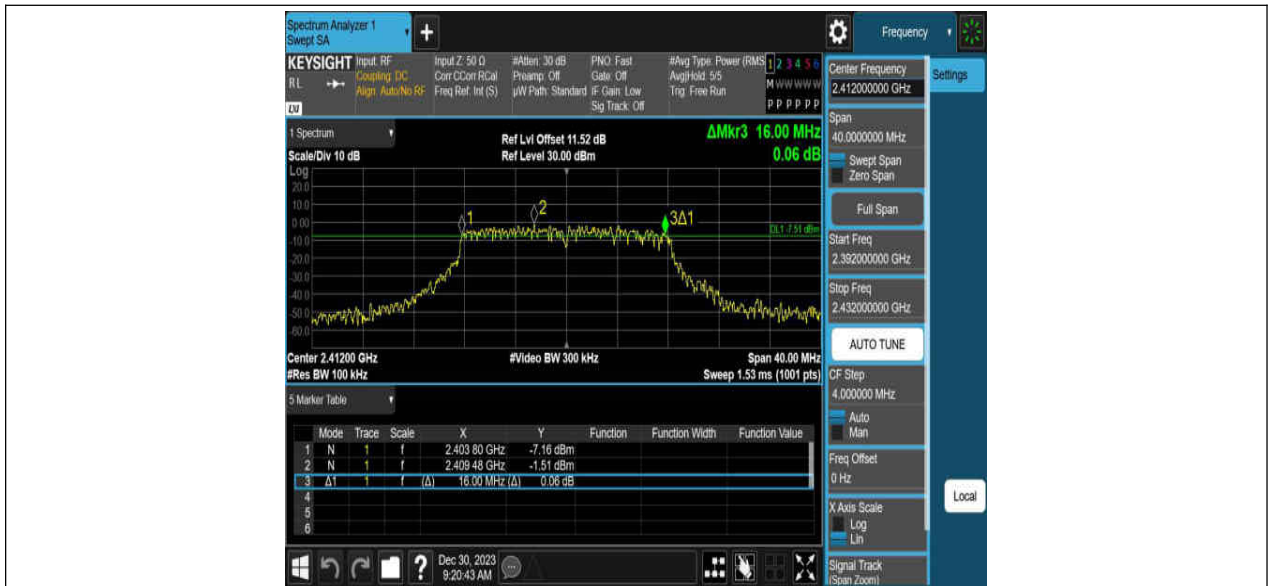 Spectrum Analyzer 1
Swept SA
+
Frequency
KEYSIGHT
RL
LXI
Input: RF
Coupling: DC
Align: Auto/No RF
Input Z: 50 Ω
Corr CCorr RCal
Freq Ref: Int (S)
#Atten: 30 dB
Preamp: Off
µW Path: Standard
PNO: Fast
Gate: Off
IF Gain: Low
Sig Track: Off
#Avg Type: Power (RMS
Avg|Hold: 5/5
Trig: Free Run
1 2 3 4 5 6
M W W W W W
P P P P P P
1 Spectrum
Scale/Div 10 dB
Ref Lvl Offset 11.52 dB
Ref Level 30.00 dBm
ΔMkr3 16.00 MHz
0.06 dB
Log
20.0
10.0
0.00
-10.0
-20.0
-30.0
-40.0
-50.0
-60.0
1
2
3Δ1
DL1 -7.51 dBm
Center 2.41200 GHz
#Res BW 100 kHz
#Video BW 300 kHz
Span 40.00 MHz
Sweep 1.53 ms (1001 pts)
5 Marker Table
Mode Trace Scale X Y Function Function Width Function Value
1 N 1 f 2.403 80 GHz -7.16 dBm
2 N 1 f 2.409 48 GHz -1.51 dBm
3 Δ1 1 f (Δ) 16.00 MHz (Δ) 0.06 dB
4
5
6
?
Dec 30, 2023
9:20:43 AM
Center Frequency
2.412000000 GHz
Settings
Span
40.0000000 MHz
Swept Span
Zero Span
Full Span
Start Freq
2.392000000 GHz
Stop Freq
2.432000000 GHz
AUTO TUNE
CF Step
4.000000 MHz
Auto
Man
Freq Offset
0 Hz
X Axis Scale
Log
Lin
Signal Track
(Span Zoom)
Local